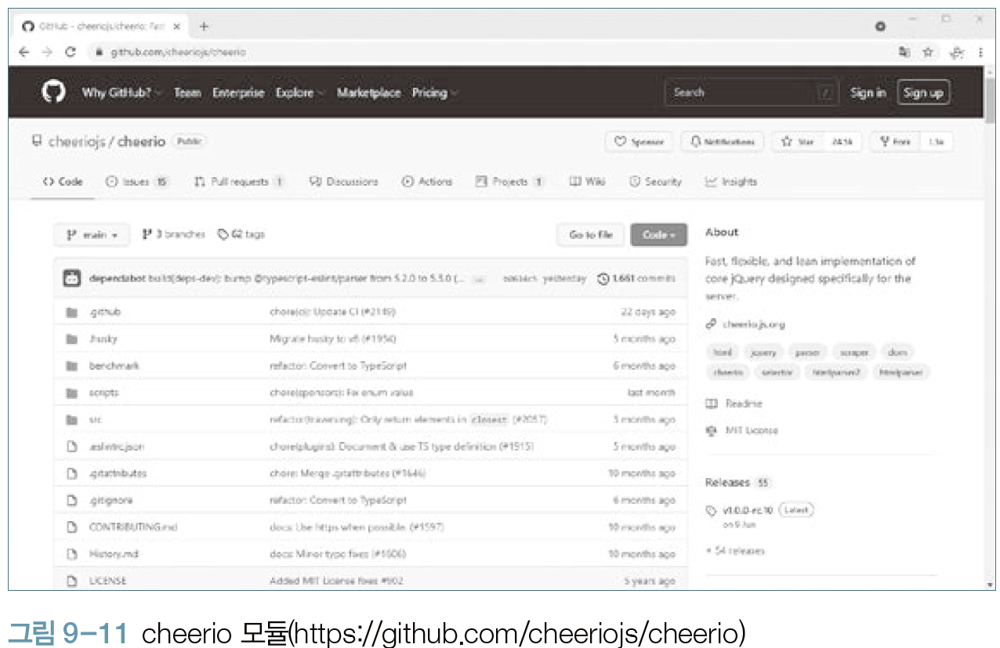 GitHub - cheeriojs/cheerio: Fast
github.com/cheeriojs/cheerio
Why GitHub? Team Enterprise Explore Marketplace Pricing Search / Sign in Sign up
cheeriojs / cheerio Public Sponsor Notifications Star Fork
Code Issues 15 Pull requests 1 Discussions Actions Projects 1 Wiki Security Insights
main 3 branches 62 tags Go to file Code
About
Fast, flexible, and lean implementation of
core jQuery designed specifically for the
server.
cheerio.js.org
html jquery parser scraper dom
cheerio selector htmlparser2 htmlparser
Readme
MIT License
Releases 55
v1.0.0-rc.10 Latest
on 9 Jun
+ 54 releases
dependabot build(deps-dev): bump @typescript-eslint/parser from 5.2.0 to 5.3.0 (... yesterday 1,661 commits
.github chore(ci): Update CI (#2149) 22 days ago
.husky Migrate husky to v6 (#1956) 5 months ago
benchmark refactor: Convert to TypeScript 6 months ago
scripts chore(sponsors): Fix enum value last month
src refactor(traversing): Only return elements in closest (#2057) 3 months ago
.eslintrc.json chore(plugins): Document & use TS type definition (#1915) 5 months ago
.gitattributes chore: Merge .gitattributes (#1646) 10 months ago
.gitignore refactor: Convert to TypeScript 6 months ago
CONTRIBUTING.md docs: Use https when possible. (#1597) 10 months ago
History.md docs: Minor typo fixes (#1606) 10 months ago
LICENSE Added MIT License fixes #902 5 years ago
그림 9-11 cheerio 모듈(https://github.com/cheeriojs/cheerio)